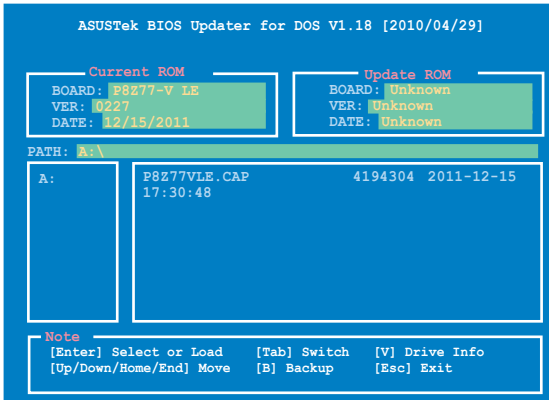 ASUSTek BIOS Updater for DOS V1.18 [2010/04/29]
Current ROM
BOARD: P8Z77-V LE
VER: 0227
DATE: 12/15/2011
Update ROM
BOARD: Unknown
VER: Unknown
DATE: Unknown
PATH: A:\
A:
P8Z77VLE.CAP 4194304 2011-12-15
17:30:48
Note
[Enter] Select or Load [Tab] Switch [V] Drive Info
[Up/Down/Home/End] Move [B] Backup [Esc] Exit